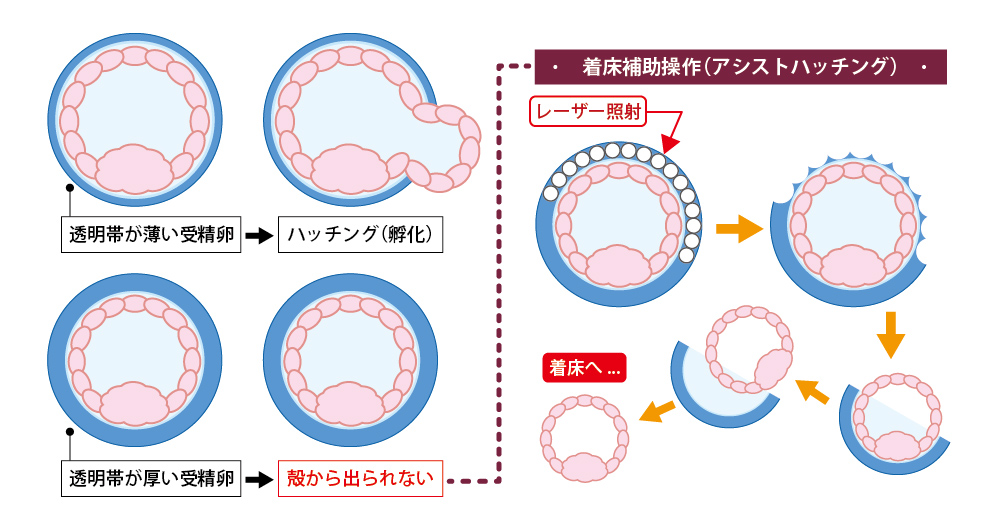 透明帯が薄い受精卵
ハッチング(孵化)
透明帯が厚い受精卵
殻から出られない
・ 着床補助操作(アシストハッチング) ・
レーザー照射
着床へ...